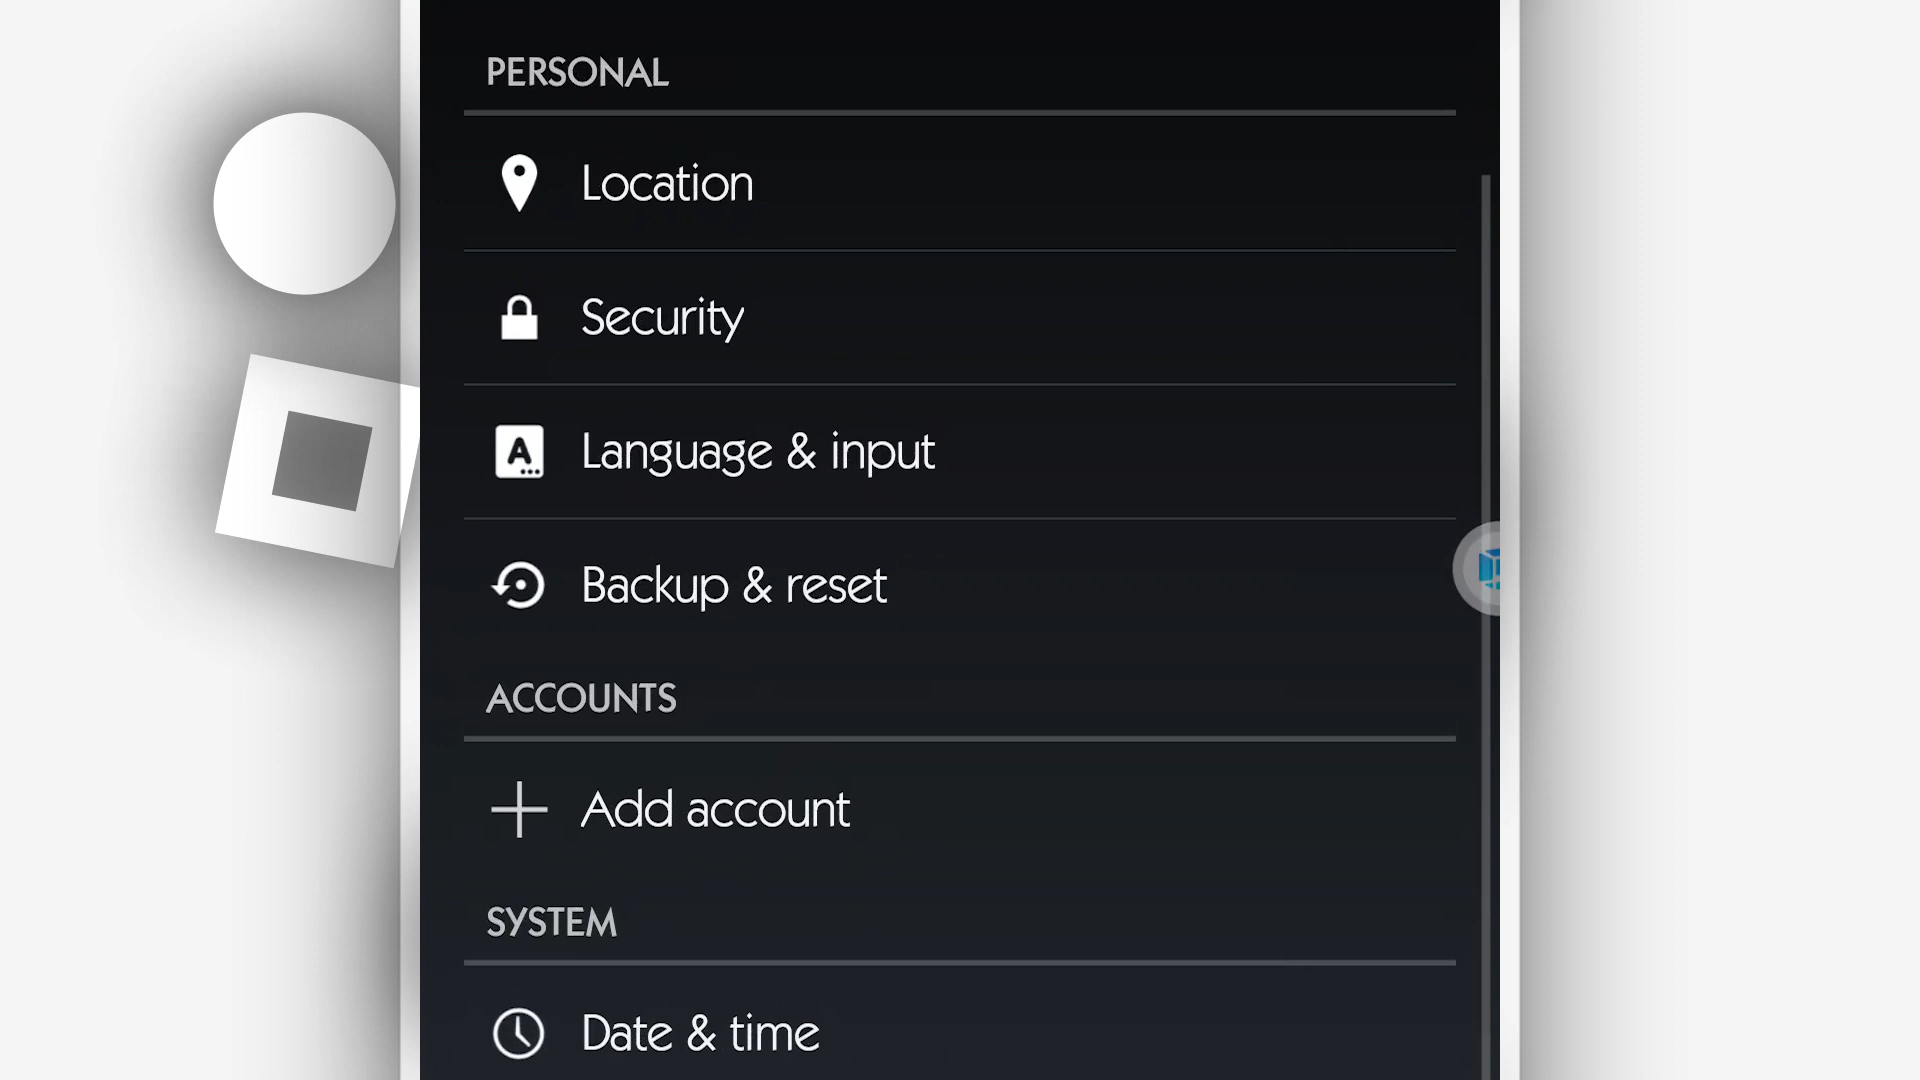 PERSONAL
Location
Security
Language & input
Backup & reset
ACCOUNTS
Add account
SYSTEM
Date & time